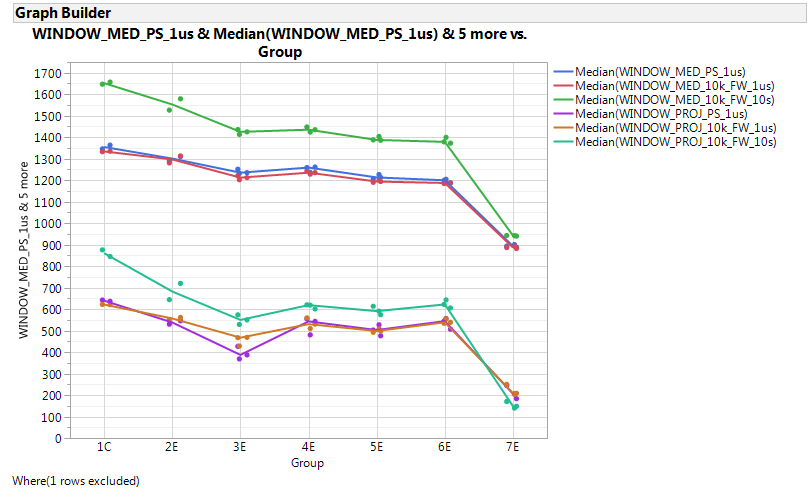 Graph Builder
WINDOW_MED_PS_1us & Median(WINDOW_MED_PS_1us) & 5 more vs.
Group
WINDOW_MED_PS_1us & 5 more
1700
1600
1500
1400
1300
1200
1100
1000
900
800
700
600
500
400
300
200
100
0
1C 2E 3E 4E 5E 6E 7E
Group
Median(WINDOW_MED_PS_1us)
Median(WINDOW_MED_10k_FW_1us)
Median(WINDOW_MED_10k_FW_10s)
Median(WINDOW_PROJ_PS_1us)
Median(WINDOW_PROJ_10k_FW_1us)
Median(WINDOW_PROJ_10k_FW_10s)
Where(1 rows excluded)